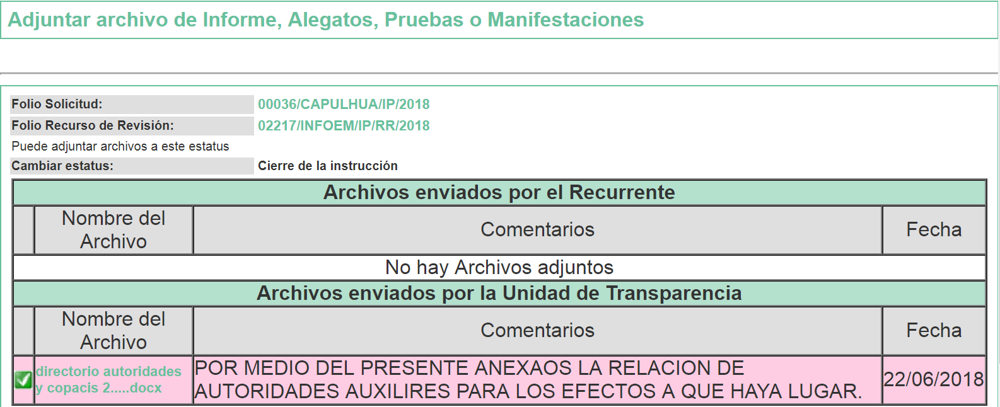 Adjuntar archivo de Informe, Alegatos, Pruebas o Manifestaciones
Folio Solicitud: 00036/CAPULHUA/IP/2018
Folio Recurso de Revisión: 02217/INFOEM/IP/RR/2018
Puede adjuntar archivos a este estatus
Cambiar estatus: Cierre de la instrucción
Archivos enviados por el Recurrente
Nombre del
Archivo
Comentarios
Fecha
No hay Archivos adjuntos
Archivos enviados por la Unidad de Transparencia
Nombre del
Archivo
Comentarios
Fecha
directorio autoridades
y copacis 2.....docx
POR MEDIO DEL PRESENTE ANEXAOS LA RELACION DE
AUTORIDADES AUXILIRES PARA LOS EFECTOS A QUE HAYA LUGAR.
22/06/2018